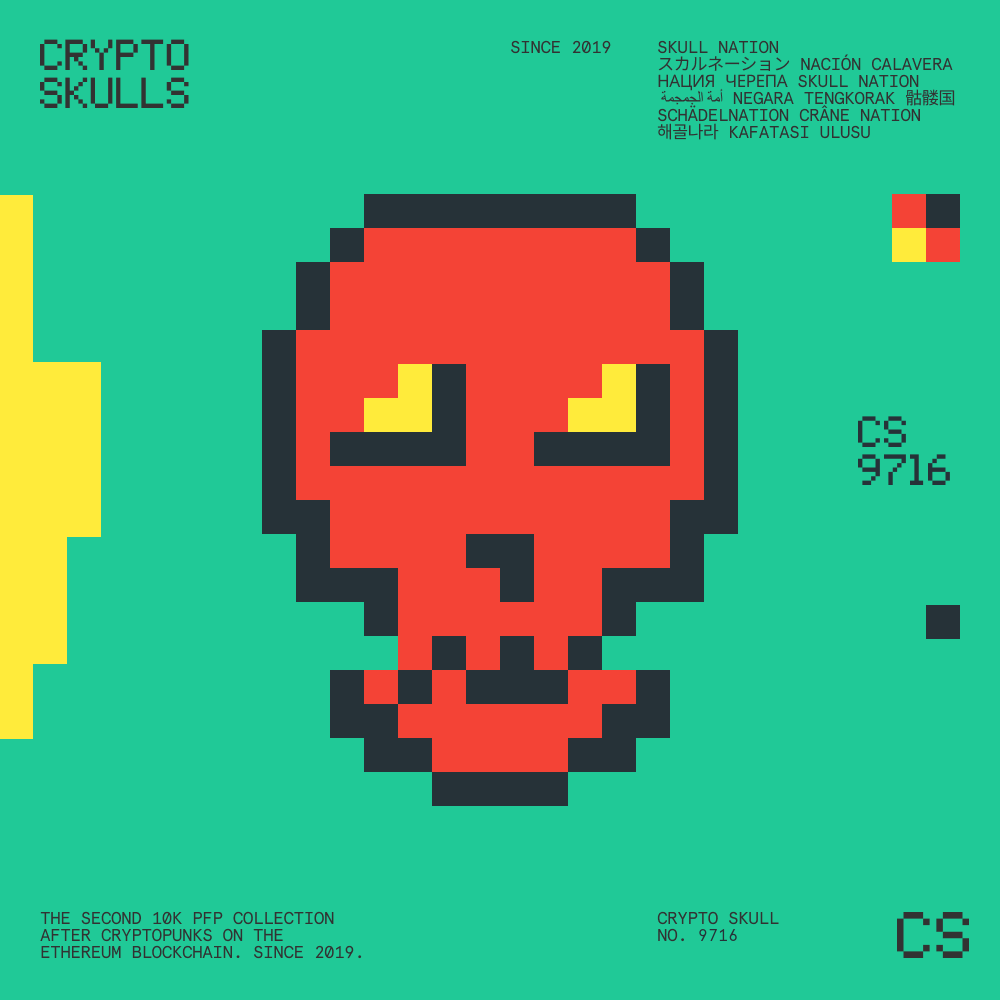 CRYPTO
SKULLS
SINCE 2019
SKULL NATION
スカルネーション NACIÓN CALAVERA
НАЦИЯ ЧЕРЕПА SKULL NATION
أمة الجمجمة NEGARA TENGKORAK 骷髅国
SCHÄDELNATION CRÂNE NATION
해골나라 KAFATASI ULUSU
CS
9716
THE SECOND 10K PFP COLLECTION
AFTER CRYPTOPUNKS ON THE
ETHEREUM BLOCKCHAIN. SINCE 2019.
CRYPTO SKULL
NO. 9716
CS